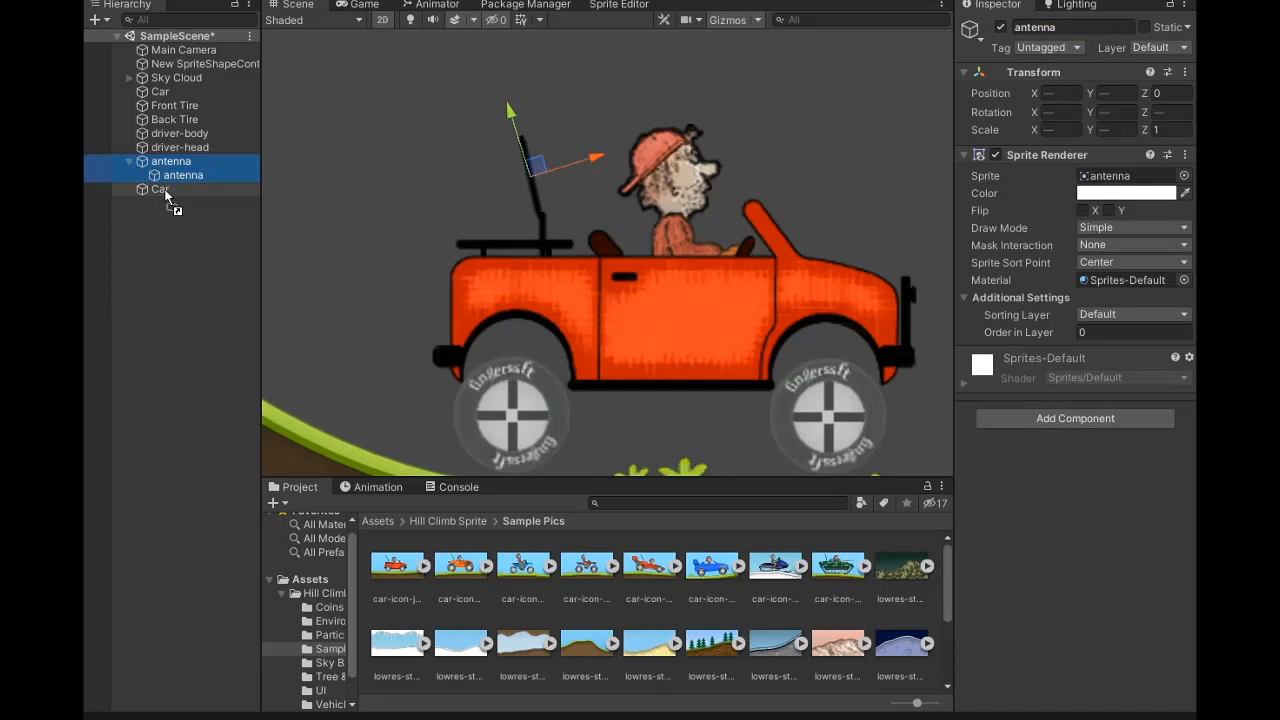 Hierarchy
Scene
Game
Animator
Package Manager
Sprite Editor
Inspector
Lighting
All
Shaded
2D
0
Gizmos
All
SampleScene*
Main Camera
New SpriteShapeCont
Sky Cloud
Car
Front Tire
Back Tire
driver-body
driver-head
antenna
antenna
Car
fingersoft
fingersoft
fingersoft
fingersoft
antenna
Static
Tag Untagged Layer Default
Transform
Position X — Y — Z 0
Rotation X — Y — Z —
Scale X — Y — Z 1
Sprite Renderer
Sprite antenna
Color
Flip X Y
Draw Mode Simple
Mask Interaction None
Sprite Sort Point Center
Material Sprites-Default
Additional Settings
Sorting Layer Default
Order in Layer 0
Sprites-Default
Shader Sprites/Default
Add Component
Project
Animation
Console
17
Favorites
All Mater
All Mode
All Prefa
Assets
Hill Climl
Coins
Enviro
Partic
Sampl
Sky B
Tree &
UI
Vehicl
Assets > Hill Climb Sprite > Sample Pics
car-icon-j... car-icon... car-icon... car-icon-... car-icon-... car-icon-... car-icon-... car-icon-... lowres-st...
lowres-st... lowres-st... lowres-st... lowres-st... lowres-st... lowres-st... lowres-st... lowres-st... lowres-st...